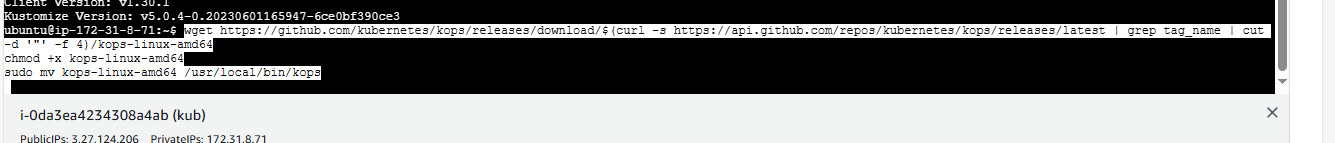 Client Version: v1.30.1
Kustomize Version: v5.0.4-0.20230601165947-6ce0bf390ce3
ubuntu@ip-172-31-8-71:~$ wget https://github.com/kubernetes/kops/releases/download/$(curl -s https://api.github.com/repos/kubernetes/kops/releases/latest | grep tag_name | cut
-d '"' -f 4)/kops-linux-amd64
chmod +x kops-linux-amd64
sudo mv kops-linux-amd64 /usr/local/bin/kops
i-0da3ea4234308a4ab (kub)
PublicIPs: 3.27.124.206 PrivateIPs: 172.31.8.71